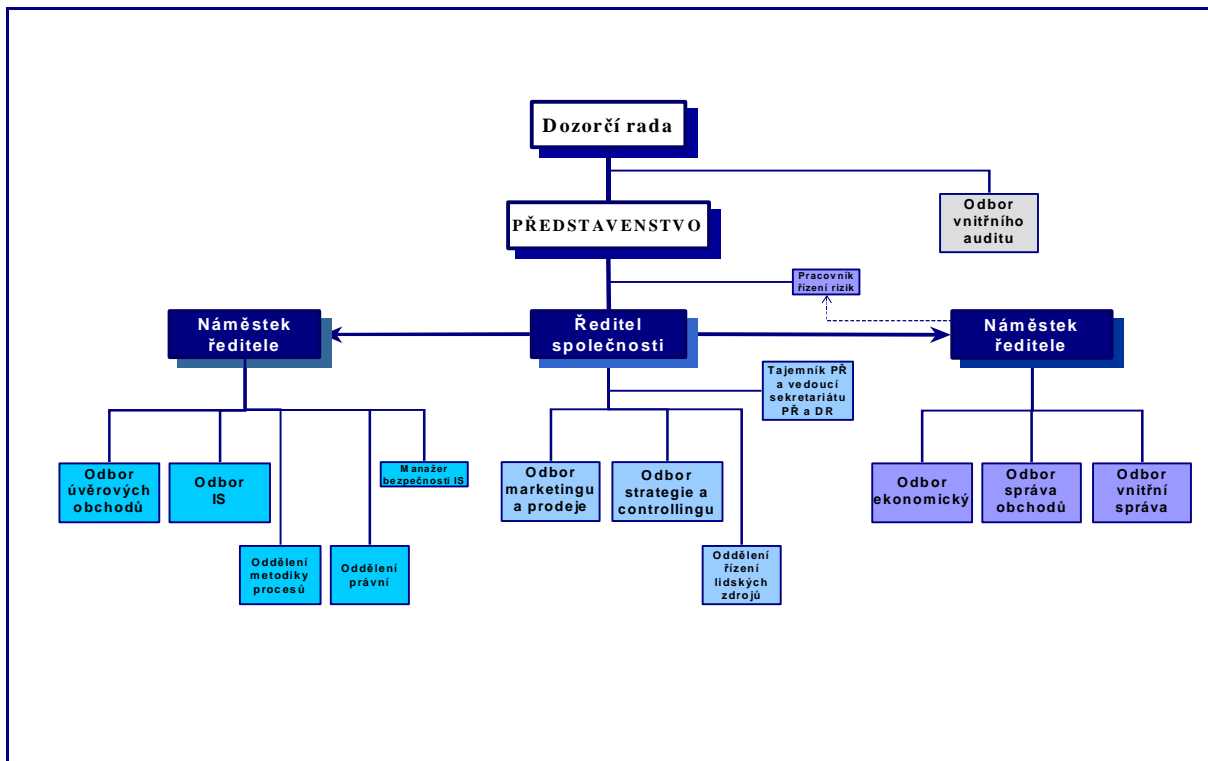 Dozorčí rada
PŘEDSTAVENSTVO
Odbor
vnitřního
auditu
Pracovník
řízení rizik
Náměstek
ředitele
Ředitel
společnosti
Náměstek
ředitele
Tajemník PŘ
a vedoucí
sekretariátu
PŘ a DR
Odbor
úvěrových
obchodů
Odbor
IS
Manažer
bezpečnosti IS
Odbor
marketingu
a prodeje
Odbor
strategie a
controllingu
Odbor
ekonomický
Odbor
správa
obchodů
Odbor
vnitřní
správa
Oddělení
metodiky
procesů
Oddělení
právní
Oddělení
řízení
lidských
zdrojů